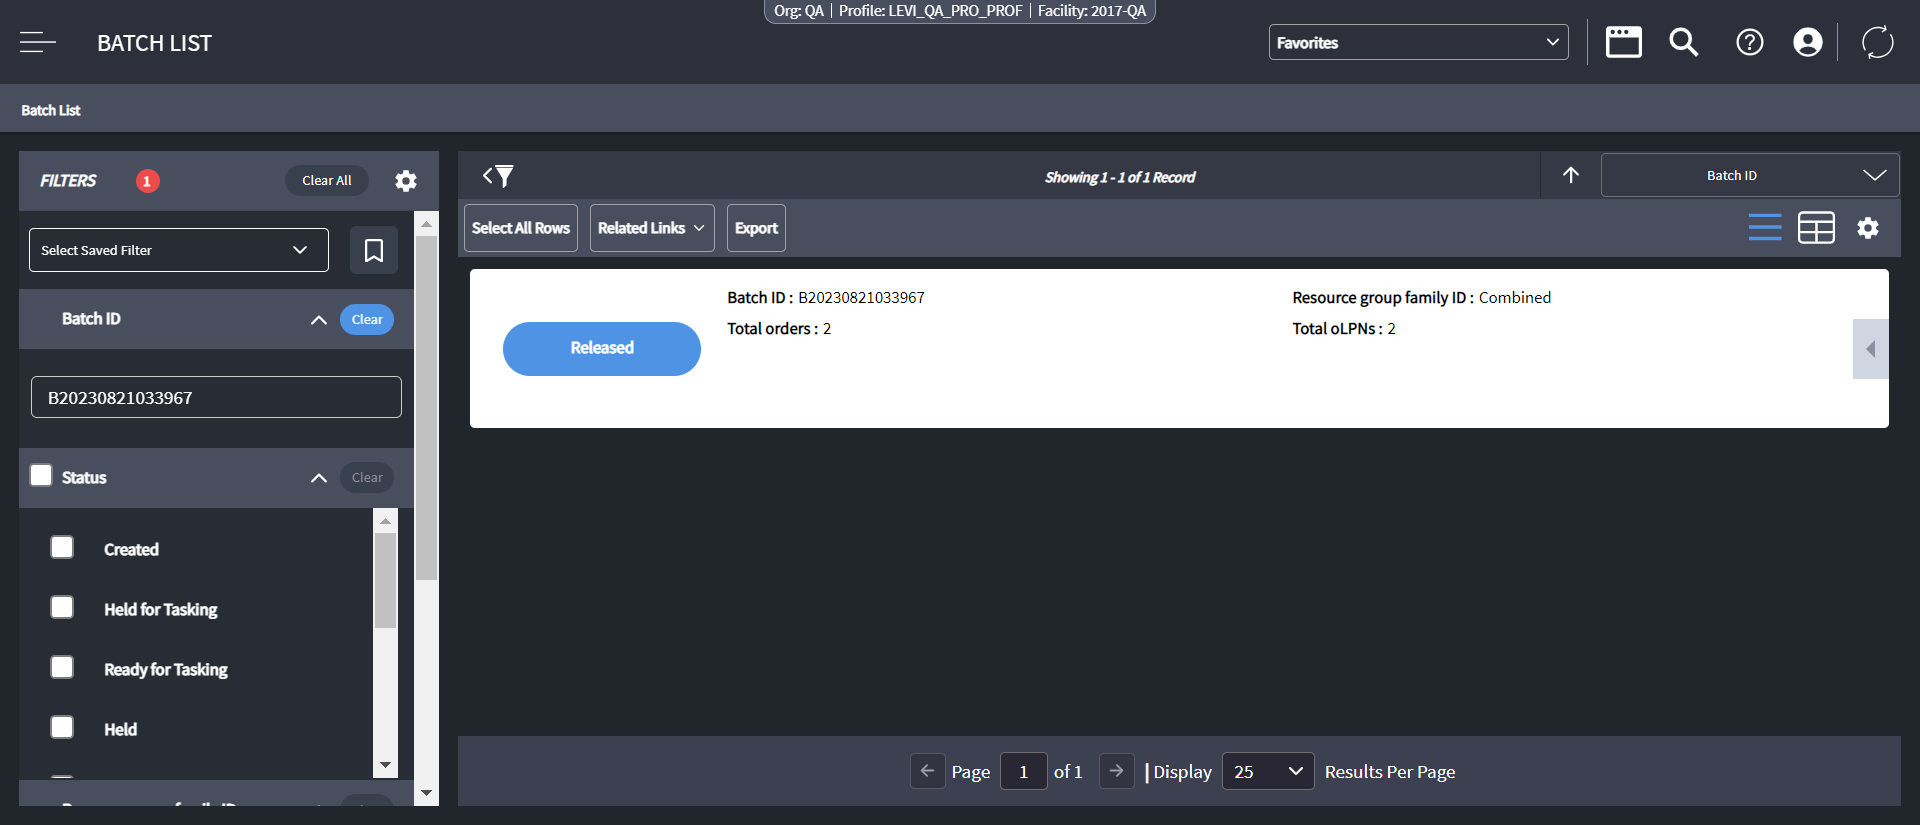 Org: QA | Profile: LEVI_QA_PRO_PROF | Facility: 2017-QA
BATCH LIST
Favorites
Batch List
FILTERS 1 Clear All
Select Saved Filter
Batch ID Clear
B20230821033967
Status Clear
Created
Held for Tasking
Ready for Tasking
Held
Showing 1 - 1 of 1 Record
Batch ID
Select All Rows Related Links Export
Released
Batch ID : B20230821033967
Total orders : 2
Resource group family ID : Combined
Total oLPNs : 2
Page 1 of 1 | Display 25 Results Per Page